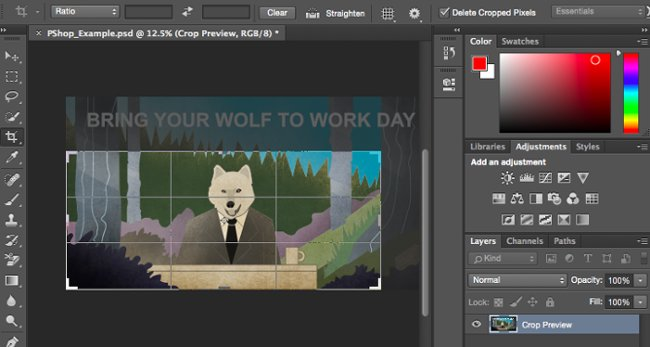 Ratio
Clear
Straighten
Delete Cropped Pixels
Essentials
× PShop_Example.psd @ 12.5% (Crop Preview, RGB/8) *
BRING YOUR WOLF TO WORK DAY
Color Swatches
Libraries Adjustments Styles
Add an adjustment
Layers Channels Paths
Kind
Normal Opacity: 100%
Lock: Fill: 100%
Crop Preview